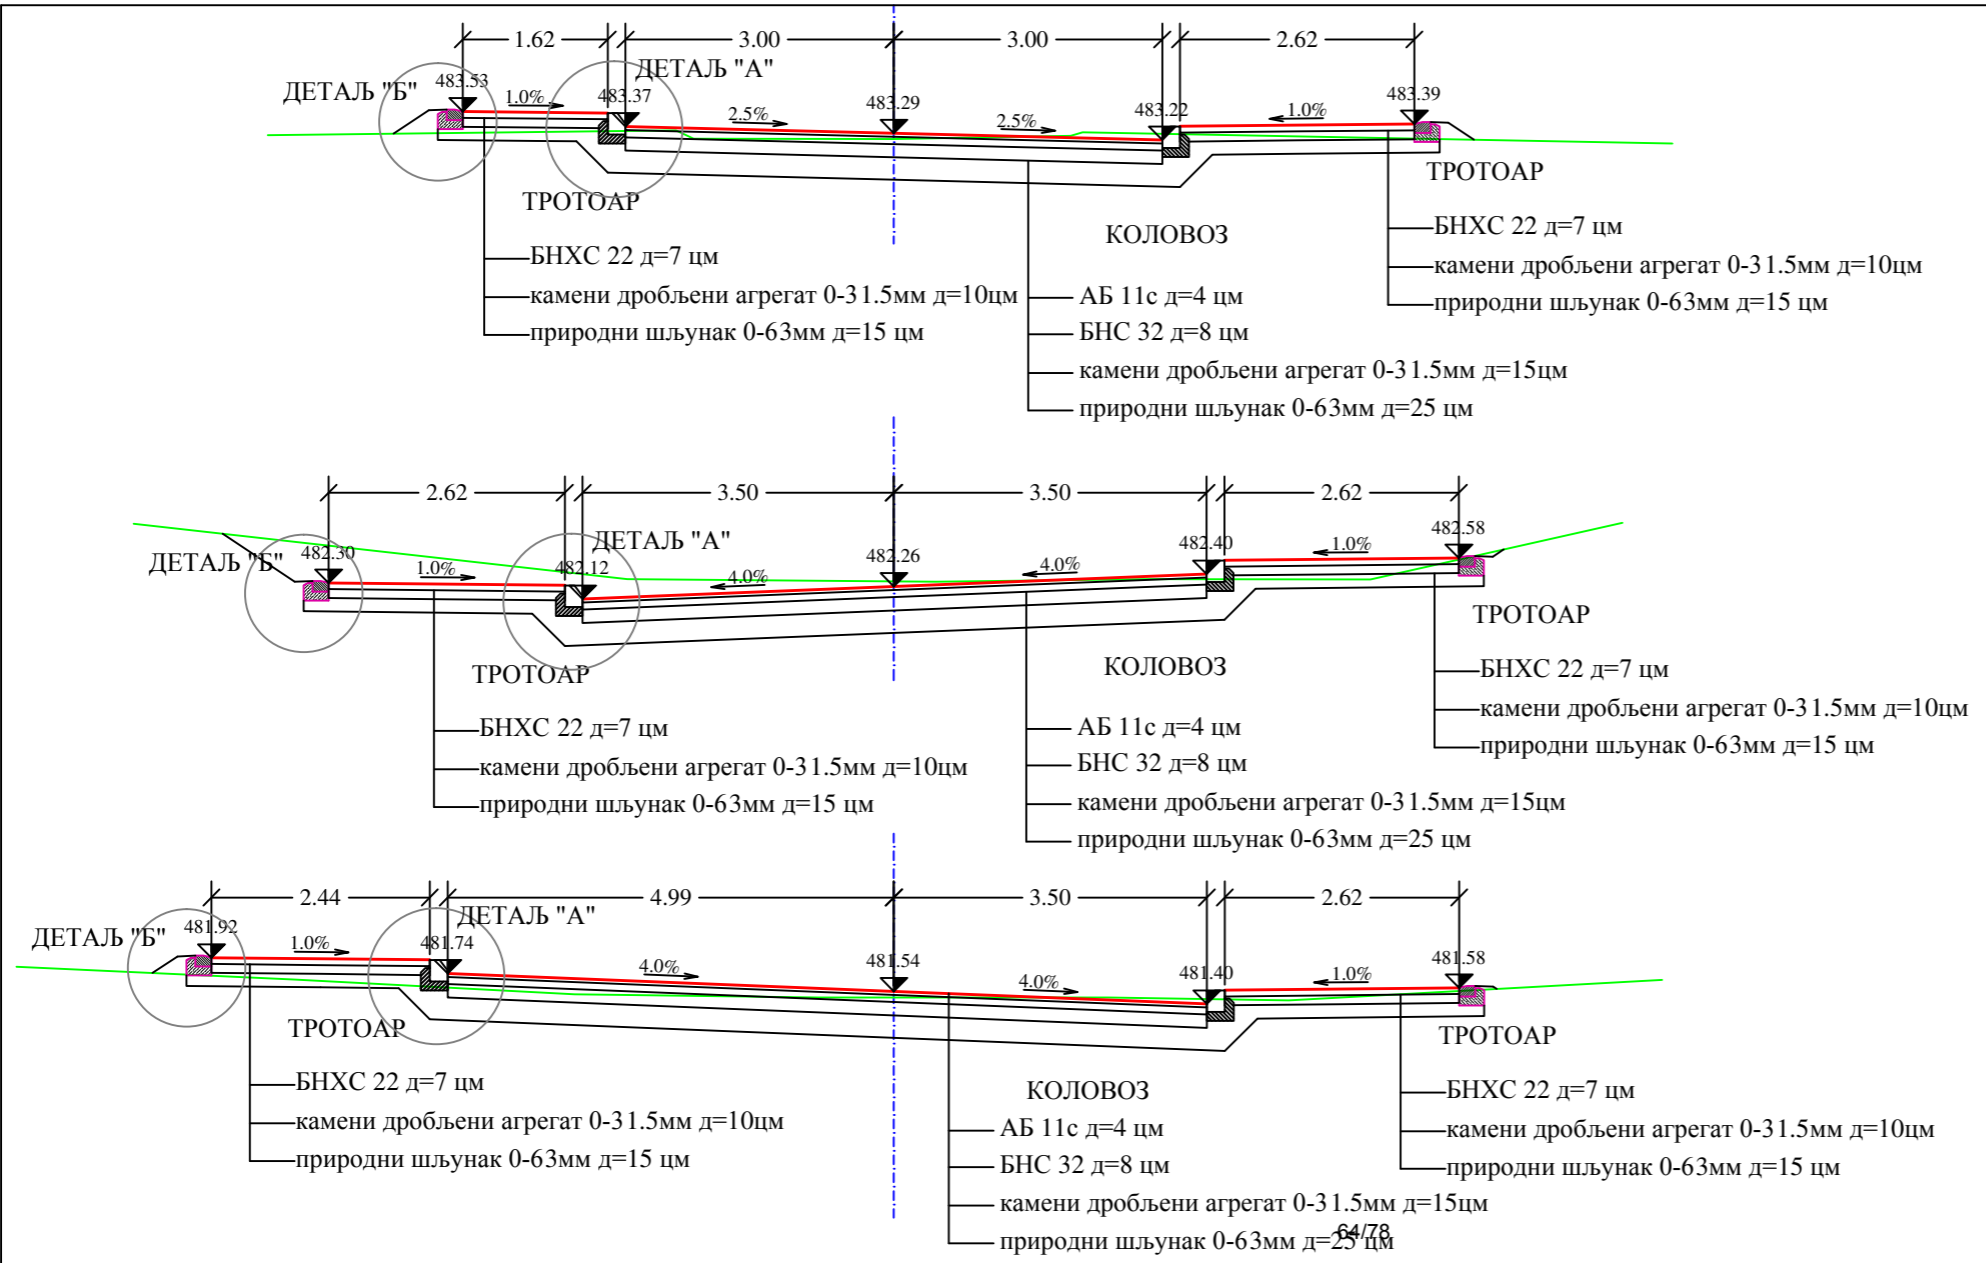 1.62 3.00 3.00 2.62
ДЕТАЉ "Б" 483.53 1.0% 483.37 ДЕТАЉ "А" 2.5% 483.29 2.5% 483.22 1.0% 483.39
ТРОТОАР
БНХС 22 д=7 цм
камени дробљени агрегат 0-31.5мм д=10цм
природни шљунак 0-63мм д=15 цм
КОЛОВОЗ
АБ 11с д=4 цм
БНС 32 д=8 цм
камени дробљени агрегат 0-31.5мм д=15цм
природни шљунак 0-63мм д=25 цм
ТРОТОАР
БНХС 22 д=7 цм
камени дробљени агрегат 0-31.5мм д=10цм
природни шљунак 0-63мм д=15 цм
2.62 3.50 3.50 2.62
ДЕТАЉ "Б" 482.30 1.0% 482.12 ДЕТАЉ "А" 4.0% 482.26 4.0% 482.40 1.0% 482.58
ТРОТОАР
БНХС 22 д=7 цм
камени дробљени агрегат 0-31.5мм д=10цм
природни шљунак 0-63мм д=15 цм
КОЛОВОЗ
АБ 11с д=4 цм
БНС 32 д=8 цм
камени дробљени агрегат 0-31.5мм д=15цм
природни шљунак 0-63мм д=25 цм
ТРОТОАР
БНХС 22 д=7 цм
камени дробљени агрегат 0-31.5мм д=10цм
природни шљунак 0-63мм д=15 цм
2.44 4.99 3.50 2.62
ДЕТАЉ "Б" 481.92 1.0% 481.74 ДЕТАЉ "А" 4.0% 481.54 4.0% 481.40 1.0% 481.58
ТРОТОАР
БНХС 22 д=7 цм
камени дробљени агрегат 0-31.5мм д=10цм
природни шљунак 0-63мм д=15 цм
КОЛОВОЗ
АБ 11с д=4 цм
БНС 32 д=8 цм
камени дробљени агрегат 0-31.5мм д=15цм
природни шљунак 0-63мм д=25 цм
ТРОТОАР
БНХС 22 д=7 цм
камени дробљени агрегат 0-31.5мм д=10цм
природни шљунак 0-63мм д=15 цм
64/78